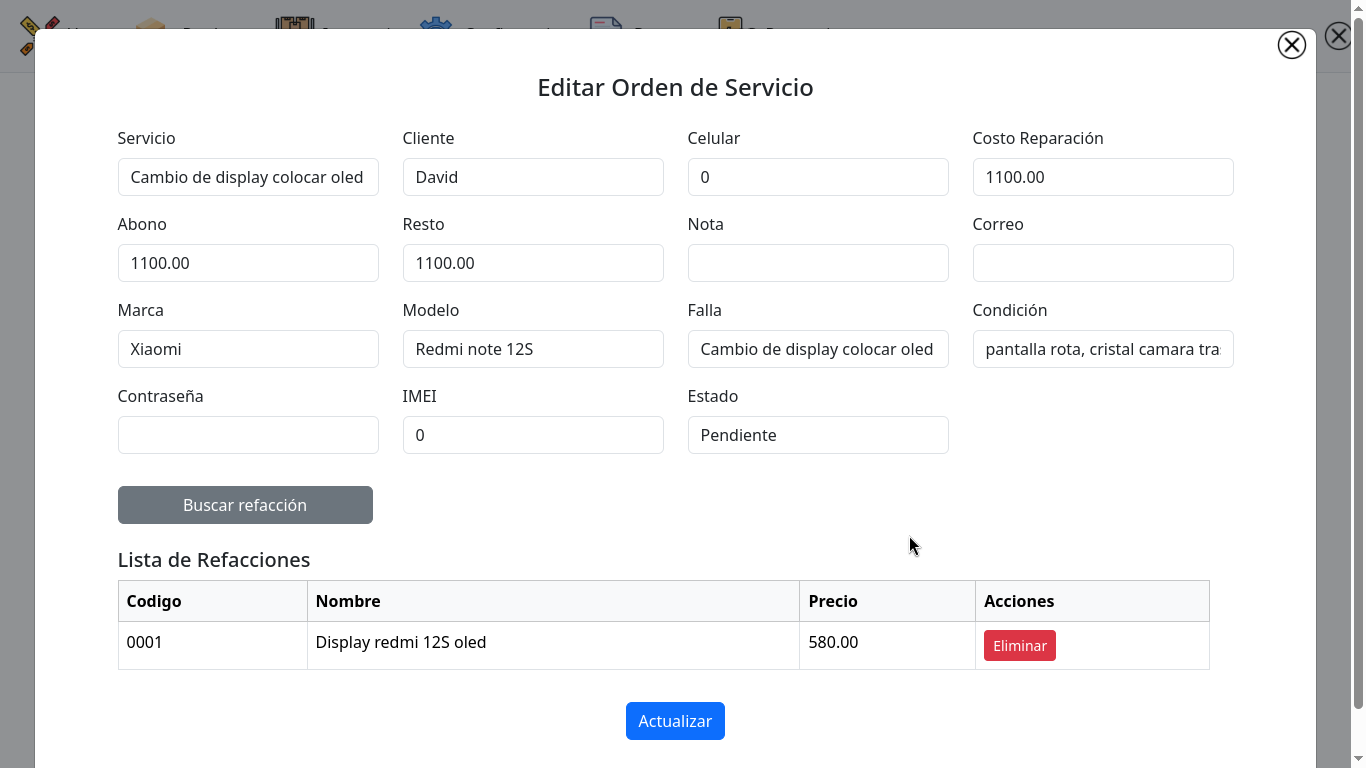 Editar Orden de Servicio
Servicio Cliente Celular Costo Reparación
Cambio de display colocar oled David 0 1100.00
Abono Resto Nota Correo
1100.00 1100.00
Marca Modelo Falla Condición
Xiaomi Redmi note 12S Cambio de display colocar oled pantalla rota, cristal camara tra
Contraseña IMEI Estado
0 Pendiente
Buscar refacción
Lista de Refacciones
Codigo Nombre Precio Acciones
0001 Display redmi 12S oled 580.00 Eliminar
Actualizar